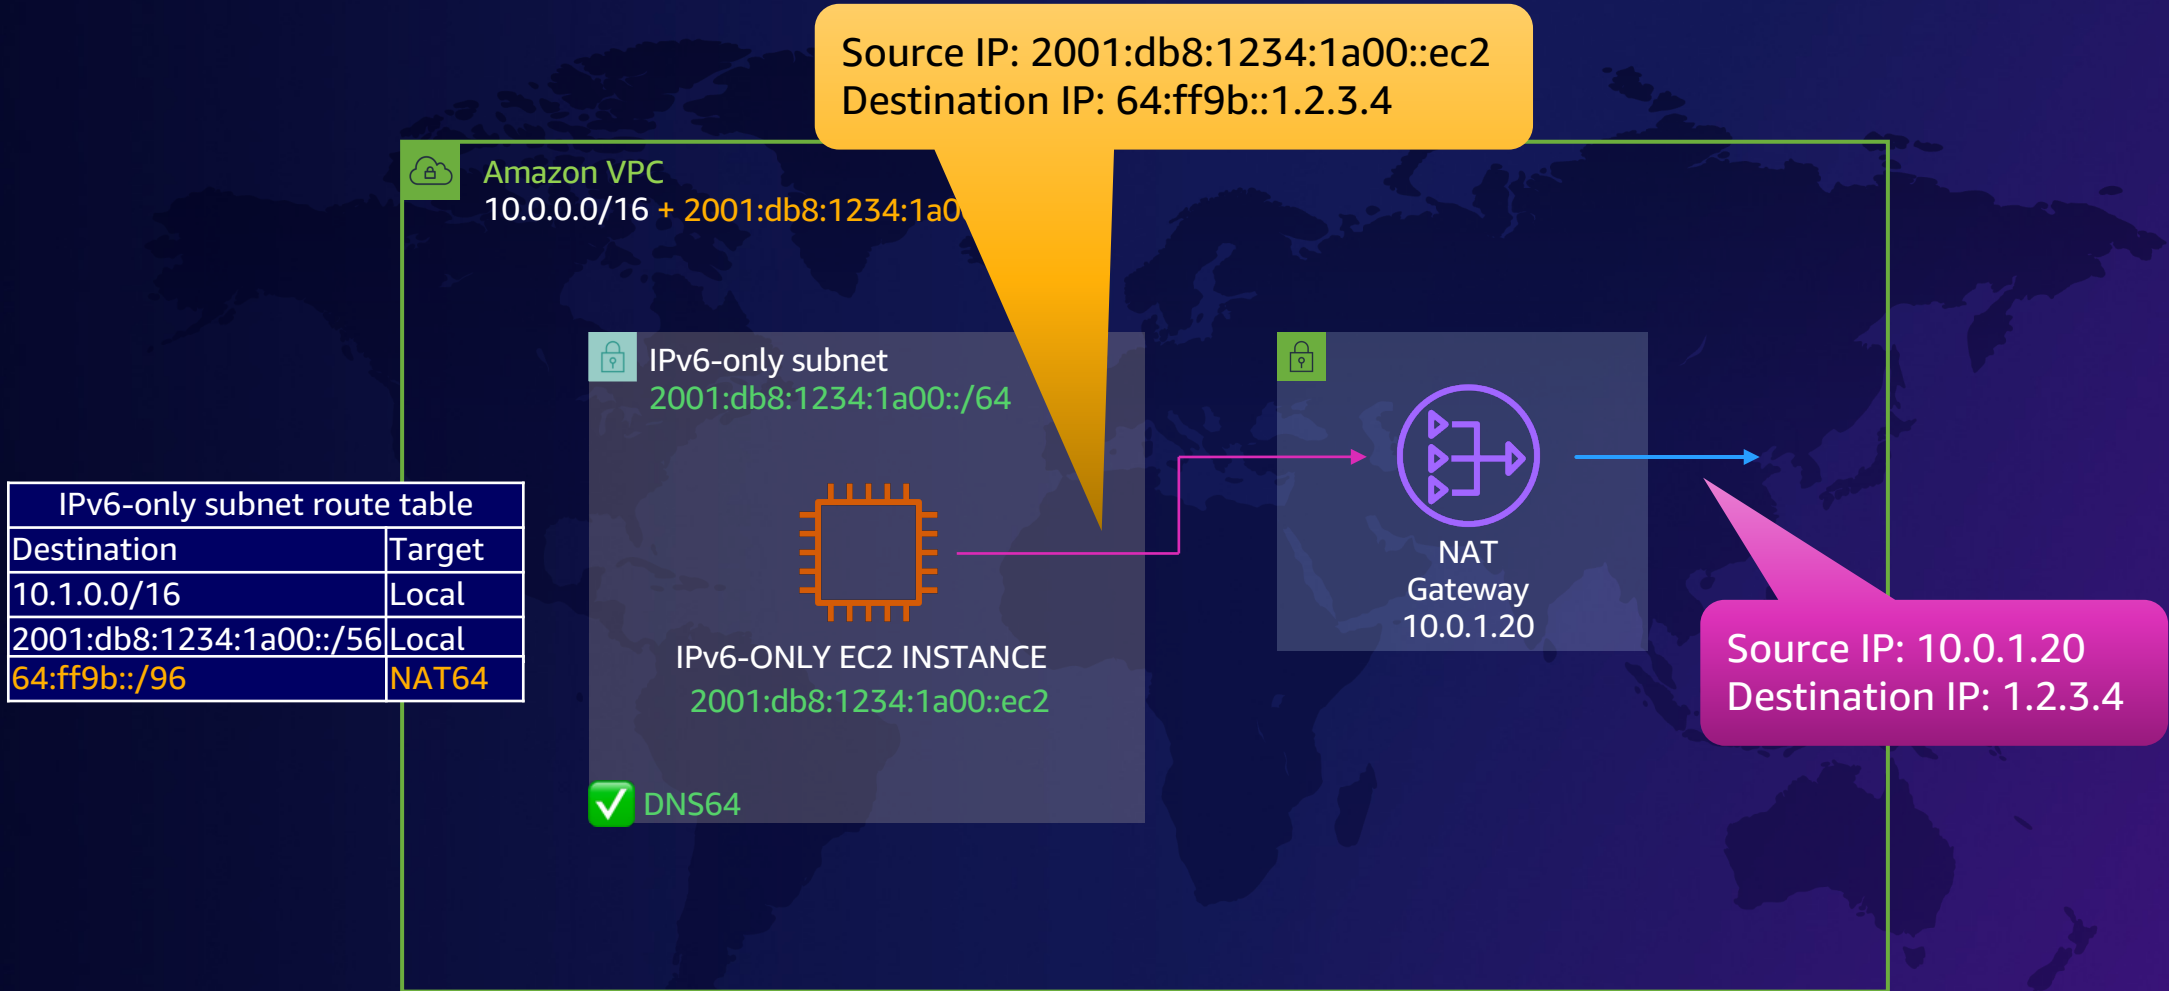 Source IP: 2001:db8:1234:1a00::ec2
Destination IP: 64:ff9b::1.2.3.4
Amazon VPC
10.0.0.0/16 + 2001:db8:1234:1a0
IPv6-only subnet
2001:db8:1234:1a00::/64
IPv6-only subnet route table
Destination Target
10.1.0.0/16 Local
2001:db8:1234:1a00::/56 Local
64:ff9b::/96 NAT64
IPv6-ONLY EC2 INSTANCE
2001:db8:1234:1a00::ec2
DNS64
NAT
Gateway
10.0.1.20
Source IP: 10.0.1.20
Destination IP: 1.2.3.4